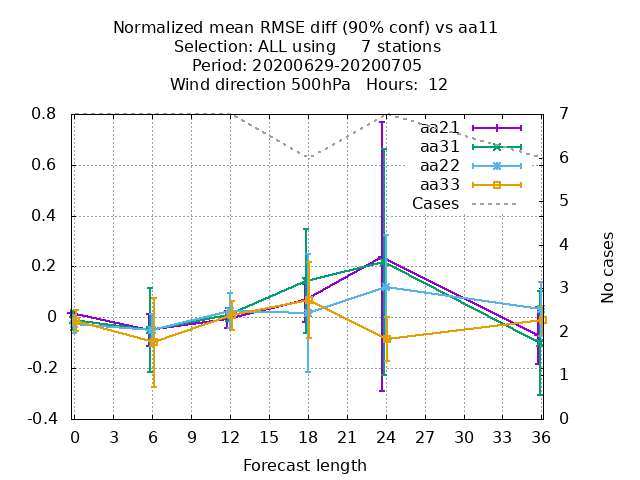 Normalized mean RMSE diff (90% conf) vs aa11
Selection: ALL using     7 stations
Period: 20200629-20200705
Wind direction 500hPa   Hours:  12
0.8
0.6
0.4
0.2
0
-0.2
-0.4
7
6
5
4
3
2
1
0
aa21
aa31
aa22
aa33
Cases
No cases
0 3 6 9 12 15 18 21 24 27 30 33 36
Forecast length